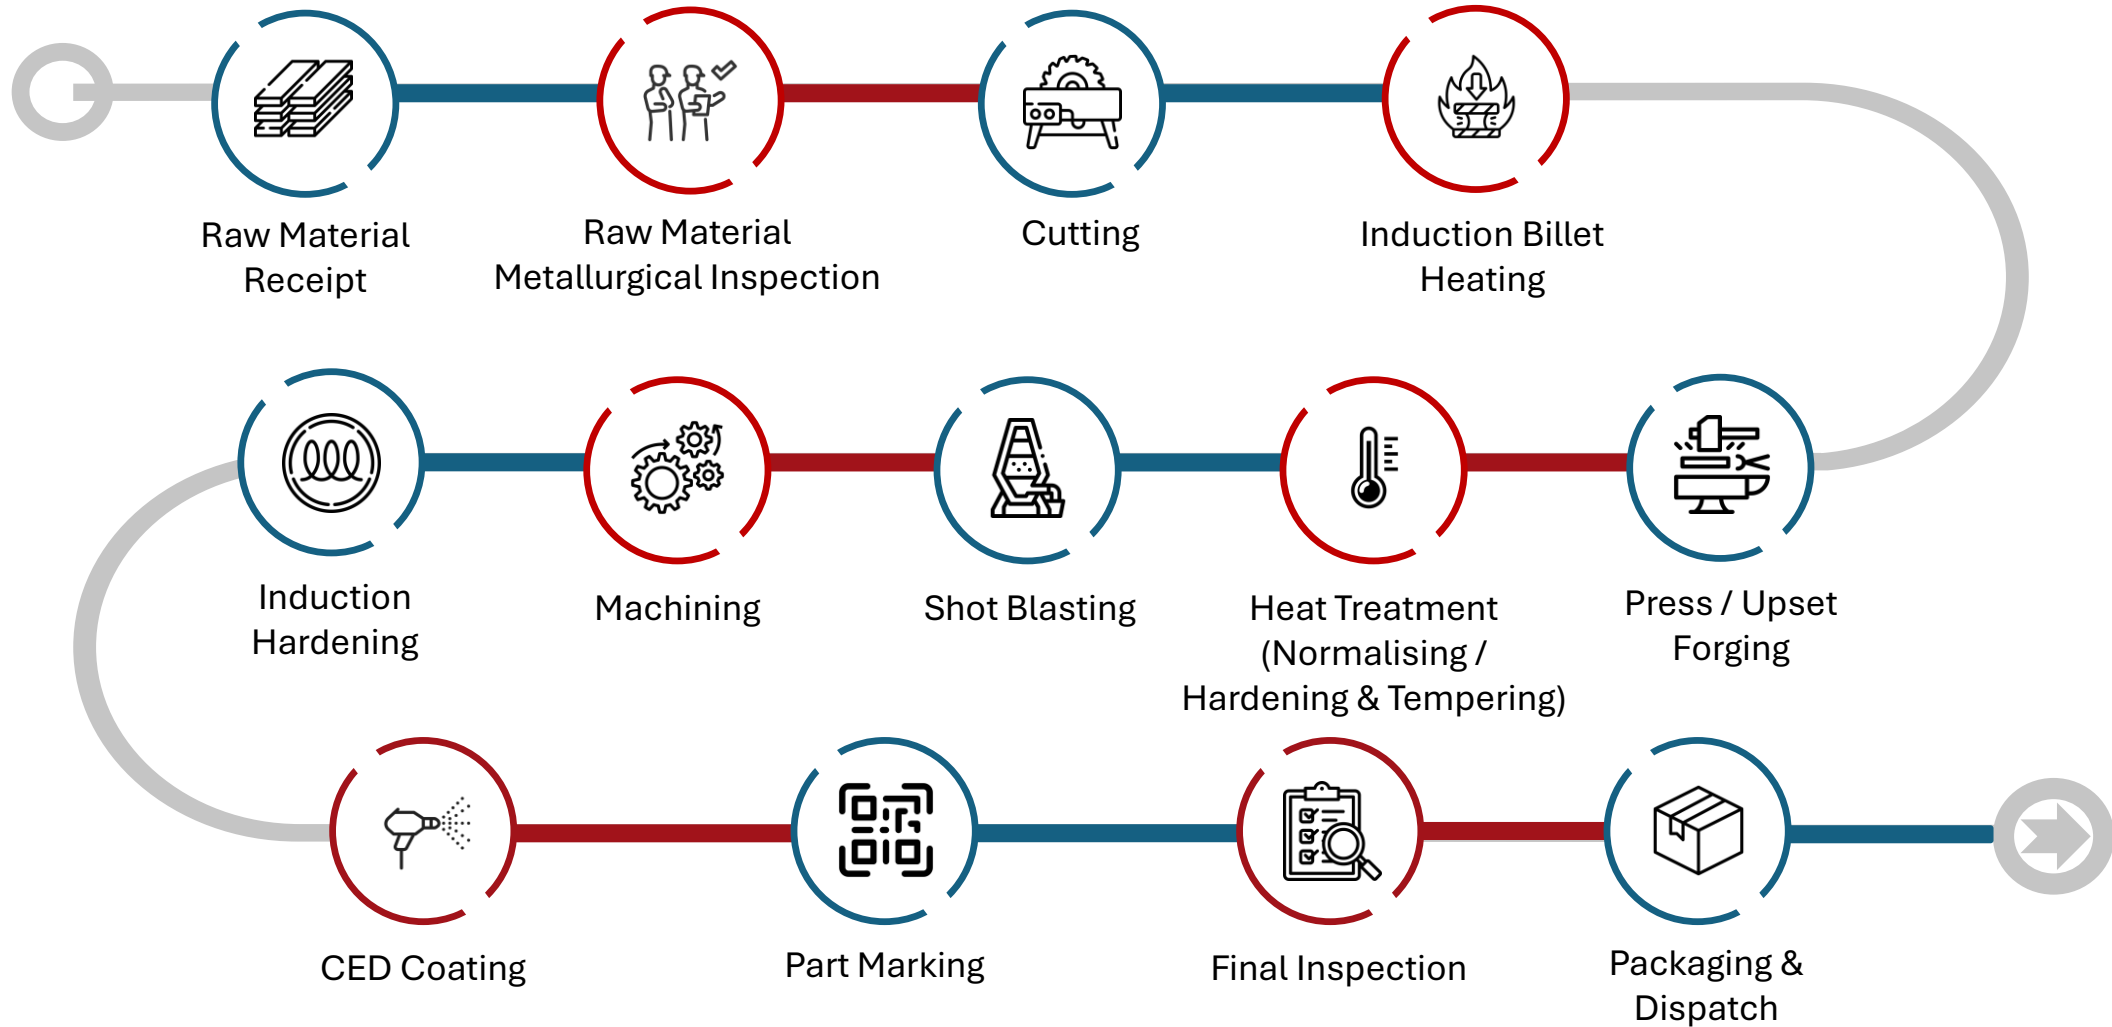 Raw Material
Receipt
Raw Material
Metallurgical Inspection
Cutting
Induction Billet
Heating
Press / Upset
Forging
Heat Treatment
(Normalising /
Hardening & Tempering)
Shot Blasting
Machining
Induction
Hardening
CED Coating
Part Marking
Final Inspection
Packaging &
Dispatch